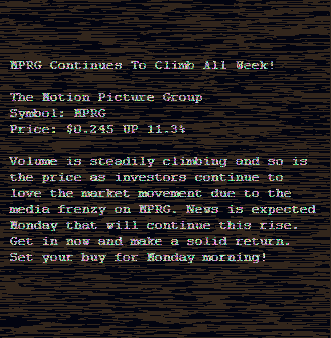 MPRG Continues To Climb All Week!
The Motion Picture Group
Symbol: MPRG
Price: $0.245 UP 11.3%
Volume is steadily climbing and so is
the price as investors continue to
love the market movement due to the
media frenzy on MPRG. News is expected
Monday that will continue this rise.
Get in now and make a solid return.
Set your buy for Monday morning!